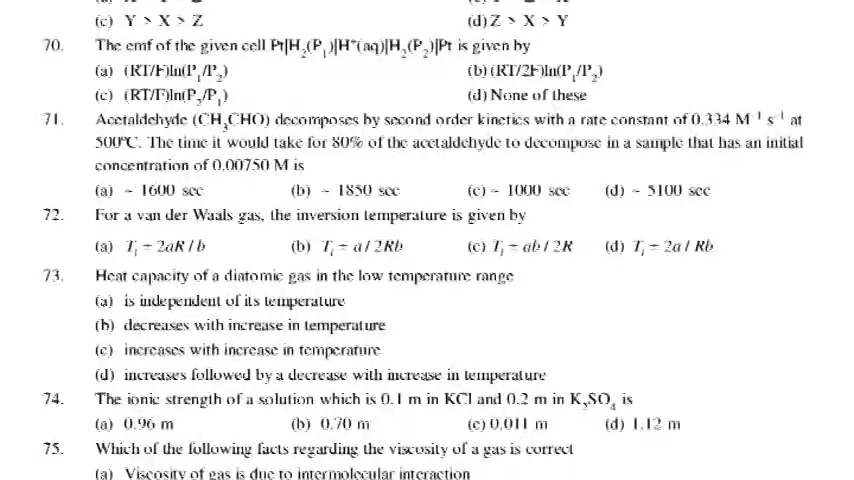 (c) Y > X > Z (d) Z > X > Y
70. The emf of the given cell Pt|H₂(P₁)|H⁺(aq)|H₂(P₂)|Pt is given by
(a) (RT/F)ln(P₁/P₂) (b) (RT/2F)ln(P₁/P₂)
(c) (RT/F)ln(P₂/P₁) (d) None of these
71. Acetaldehyde (CH₃CHO) decomposes by second order kinetics with a rate constant of 0.334 M⁻¹ s⁻¹ at
500°C. The time it would take for 80% of the acetaldehyde to decompose in a sample that has an initial
concentration of 0.00750 M is
(a) ~ 1600 sec (b) ~ 1850 sec (c) ~ 1000 sec (d) ~ 5100 sec
72. For a van der Waals gas, the inversion temperature is given by
(a) Tᵢ = 2aR / b (b) Tᵢ = a / 2Rb (c) Tᵢ = ab / 2R (d) Tᵢ = 2a / Rb
73. Heat capacity of a diatomic gas in the low temperature range
(a) is independent of its temperature
(b) decreases with increase in temperature
(c) increases with increase in temperature
(d) increases followed by a decrease with increase in temperature
74. The ionic strength of a solution which is 0.1 m in KCl and 0.2 m in K₂SO₄ is
(a) 0.96 m (b) 0.70 m (c) 0.011 m (d) 1.12 m
75. Which of the following facts regarding the viscosity of a gas is correct
(a) Viscosity of gas is due to intermolecular interaction